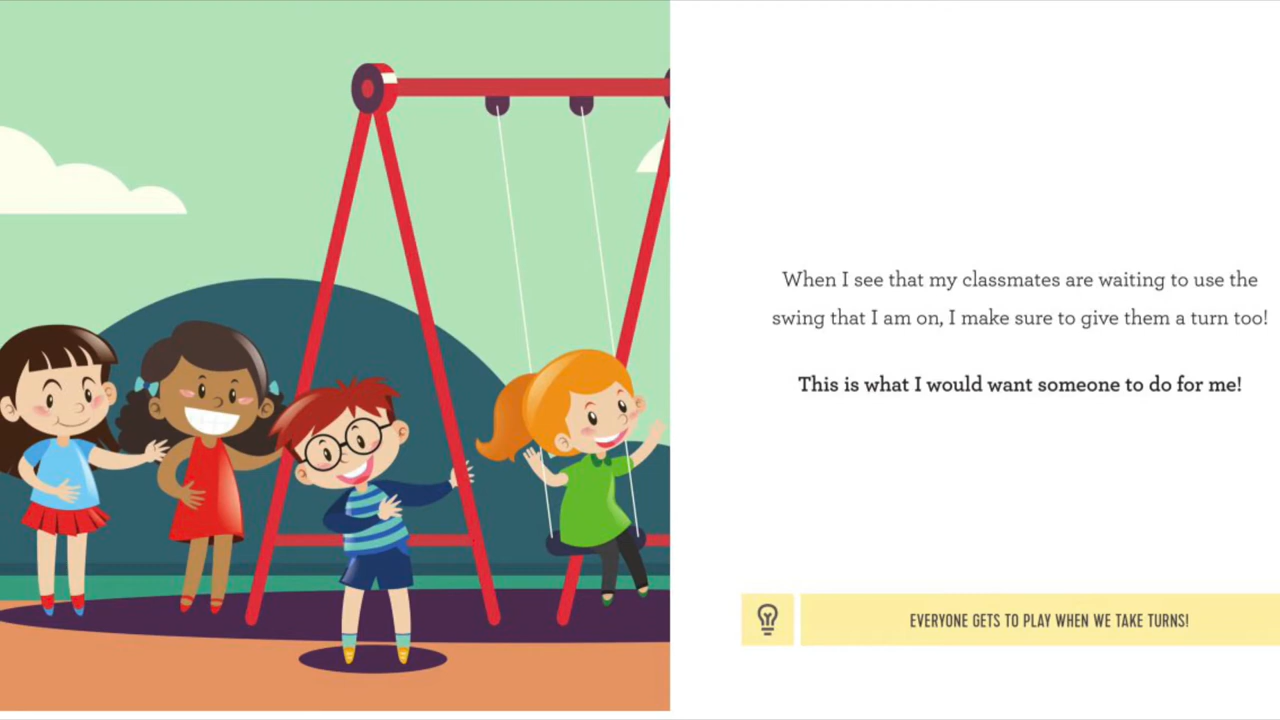 When I see that my classmates are waiting to use the
swing that I am on, I make sure to give them a turn too!
This is what I would want someone to do for me!
EVERYONE GETS TO PLAY WHEN WE TAKE TURNS!